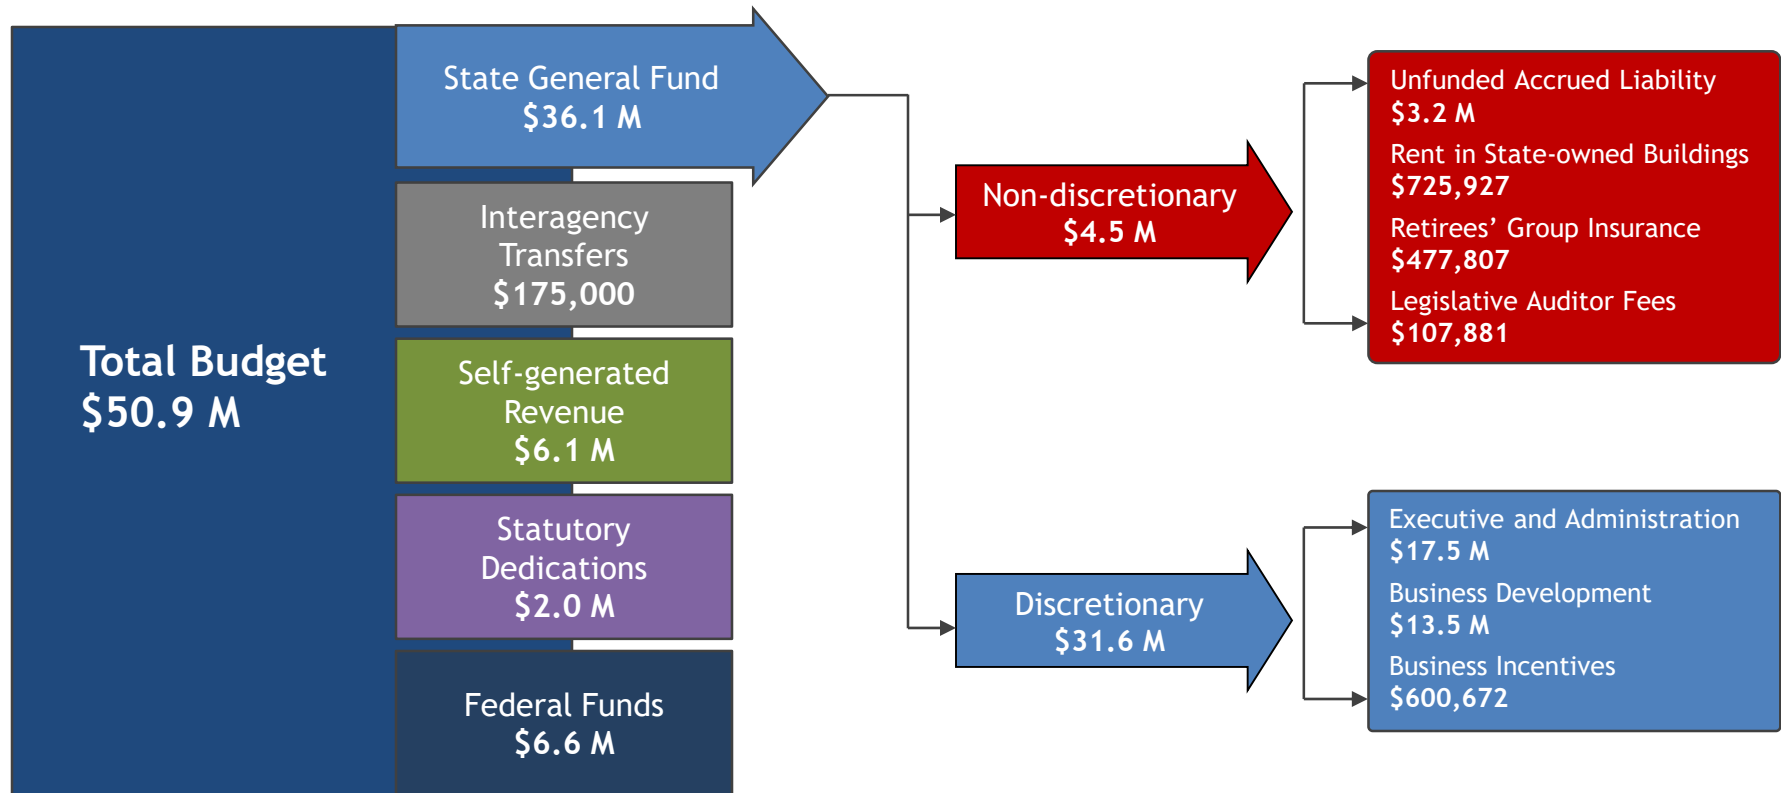 Total Budget
$50.9 M
State General Fund
$36.1 M
Interagency
Transfers
$175,000
Self-generated
Revenue
$6.1 M
Statutory
Dedications
$2.0 M
Federal Funds
$6.6 M
Non-discretionary
$4.5 M
Discretionary
$31.6 M
Unfunded Accrued Liability
$3.2 M
Rent in State-owned Buildings
$725,927
Retirees’ Group Insurance
$477,807
Legislative Auditor Fees
$107,881
Executive and Administration
$17.5 M
Business Development
$13.5 M
Business Incentives
$600,672